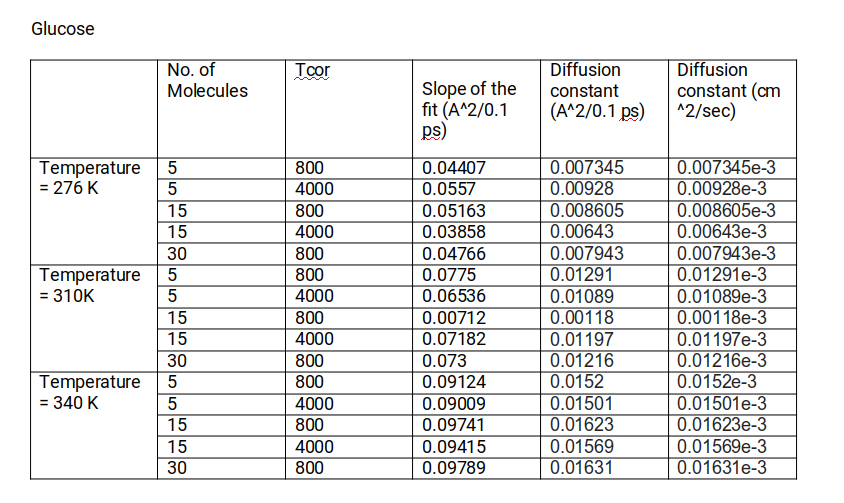 Glucose
No. of Molecules Tcor Slope of the fit (A^2/0.1 ps) Diffusion constant (A^2/0.1 ps) Diffusion constant (cm ^2/sec)
Temperature = 276 K 5 800 0.04407 0.007345 0.007345e-3
5 4000 0.0557 0.00928 0.00928e-3
15 800 0.05163 0.008605 0.008605e-3
15 4000 0.03858 0.00643 0.00643e-3
30 800 0.04766 0.007943 0.007943e-3
Temperature = 310K 5 800 0.0775 0.01291 0.01291e-3
5 4000 0.06536 0.01089 0.01089e-3
15 800 0.00712 0.00118 0.00118e-3
15 4000 0.07182 0.01197 0.01197e-3
30 800 0.073 0.01216 0.01216e-3
Temperature = 340 K 5 800 0.09124 0.0152 0.0152e-3
5 4000 0.09009 0.01501 0.01501e-3
15 800 0.09741 0.01623 0.01623e-3
15 4000 0.09415 0.01569 0.01569e-3
30 800 0.09789 0.01631 0.01631e-3